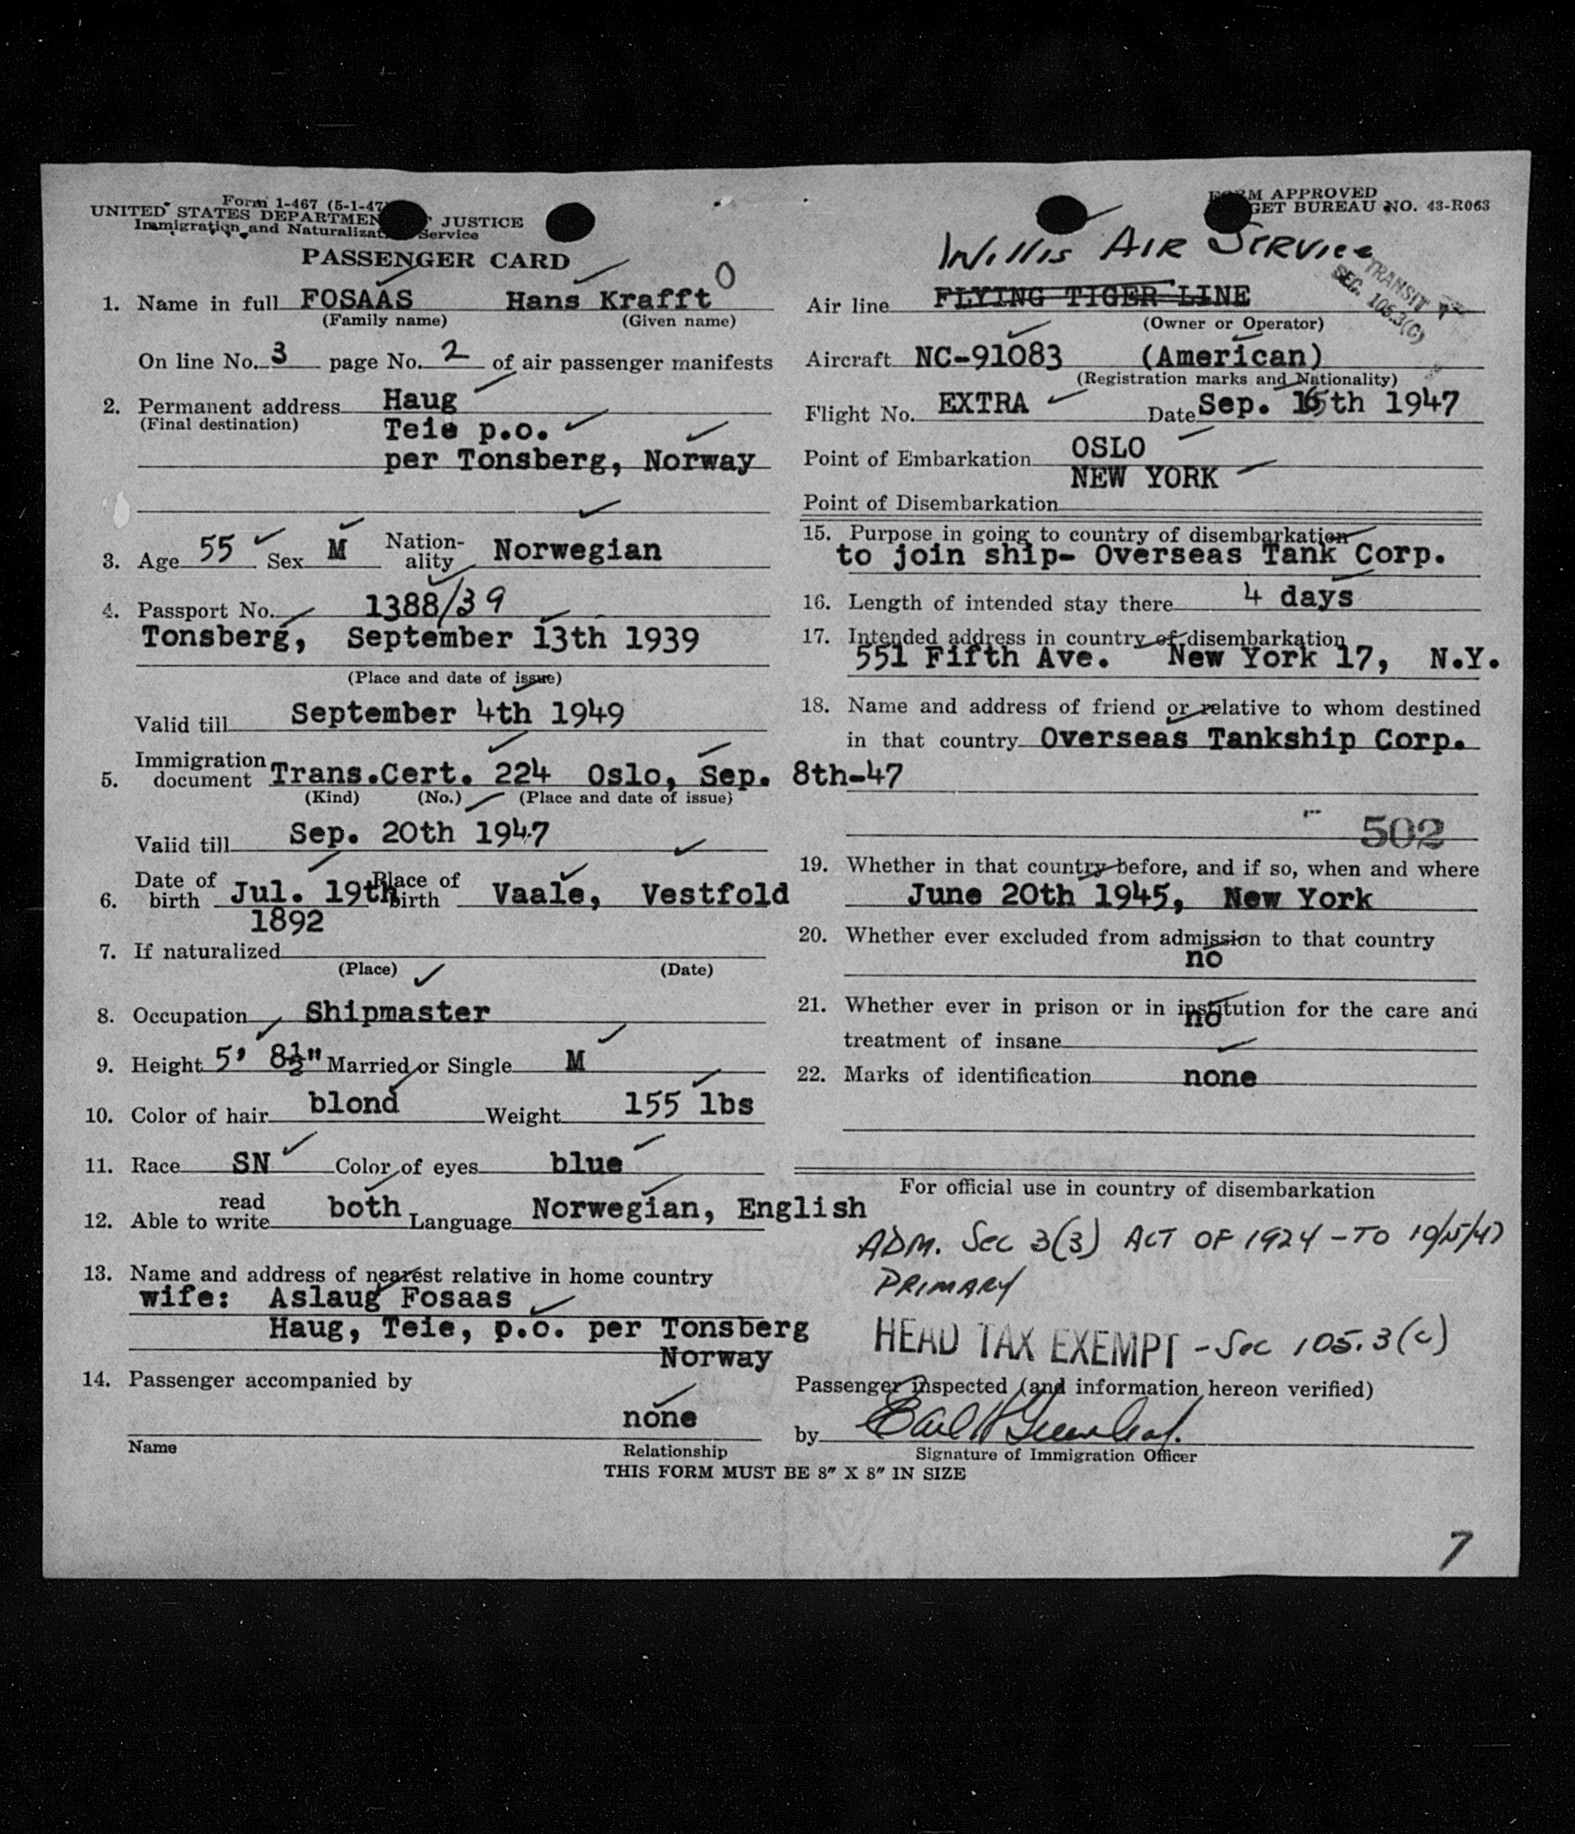 Form 1-467 (5-1-47)
UNITED STATES DEPARTMENT JUSTICE
Immigration and Naturalization Service
PASSENGER CARD
1. Name in full FOSAAS Hans Krafft O
(Family name) (Given name)
On line No. 3 page No. 2 of air passenger manifests
2. Permanent address Haug
(Final destination) Teie p.o.
per Tonsberg, Norway
3. Age 55 Sex M Nation-ality Norwegian
4. Passport No. 1388/39
Tonsberg, September 13th 1939
(Place and date of issue)
Valid till September 4th 1949
5. Immigration document Trans.Cert. 224 Oslo, Sep. 8th-47
(Kind) (No.) (Place and date of issue)
Valid till Sep. 20th 1947
6. Date of birth Jul. 19th Place of birth Vaale, Vestfold
1892
7. If naturalized
(Place) (Date)
8. Occupation Shipmaster
9. Height 5' 8½" Married or Single M
10. Color of hair blond Weight 155 lbs
11. Race SN Color of eyes blue
12. Able to read write both Language Norwegian, English
13. Name and address of nearest relative in home country
wife: Aslaug Fosaas
Haug, Teie, p.o. per Tonsberg
Norway
14. Passenger accompanied by
none
Name Relationship
THIS FORM MUST BE 8" X 8" IN SIZE
FORM APPROVED
BUDGET BUREAU NO. 43-R063
Willis AIR SERVICE
TRANSIT
SEC. 105.3(C)
Air line FLYING TIGER LINE
(Owner or Operator)
Aircraft NC-91083 (American)
(Registration marks and Nationality)
Flight No. EXTRA Date Sep. 15th 1947
Point of Embarkation OSLO
NEW YORK
Point of Disembarkation
15. Purpose in going to country of disembarkation
to join ship- Overseas Tank Corp.
16. Length of intended stay there 4 days
17. Intended address in country of disembarkation
551 Fifth Ave. New York 17, N.Y.
18. Name and address of friend or relative to whom destined
in that country Overseas Tankship Corp.
502
19. Whether in that country before, and if so, when and where
June 20th 1945, New York
20. Whether ever excluded from admission to that country
no
21. Whether ever in prison or in institution for the care and
no
treatment of insane
22. Marks of identification none
For official use in country of disembarkation
ADM. Sec 3(3) ACT OF 1924 - TO 10/15/47
PRIMARY
HEAD TAX EXEMPT - Sec 105.3(c)
Passenger inspected (and information hereon verified)
by
Signature of Immigration Officer
7